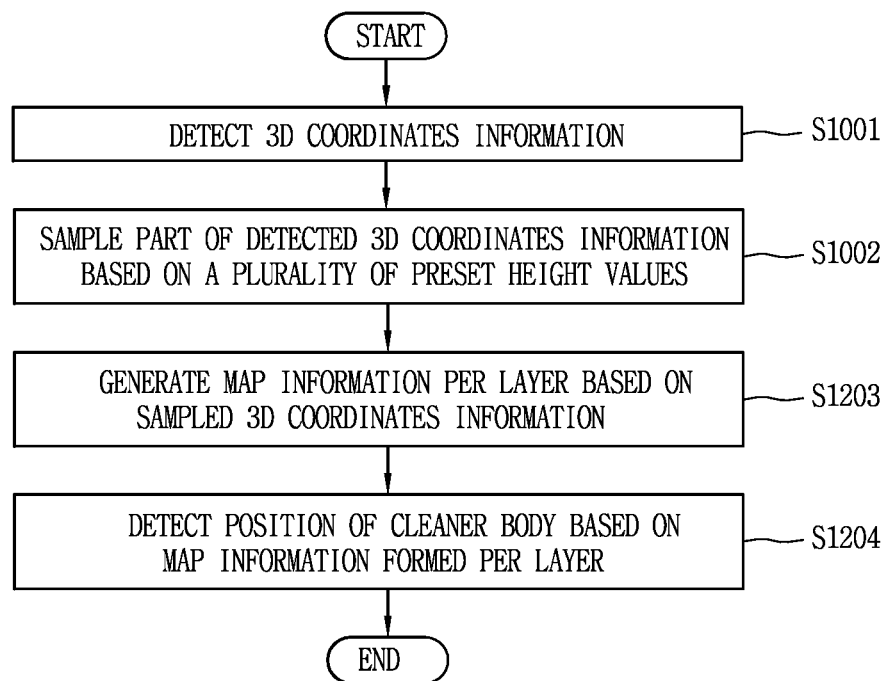 START
DETECT 3D COORDINATES INFORMATION
S1001
SAMPLE PART OF DETECTED 3D COORDINATES INFORMATION
BASED ON A PLURALITY OF PRESET HEIGHT VALUES
S1002
GENERATE MAP INFORMATION PER LAYER BASED ON
SAMPLED 3D COORDINATES INFORMATION
S1203
DETECT POSITION OF CLEANER BODY BASED ON
MAP INFORMATION FORMED PER LAYER
S1204
END